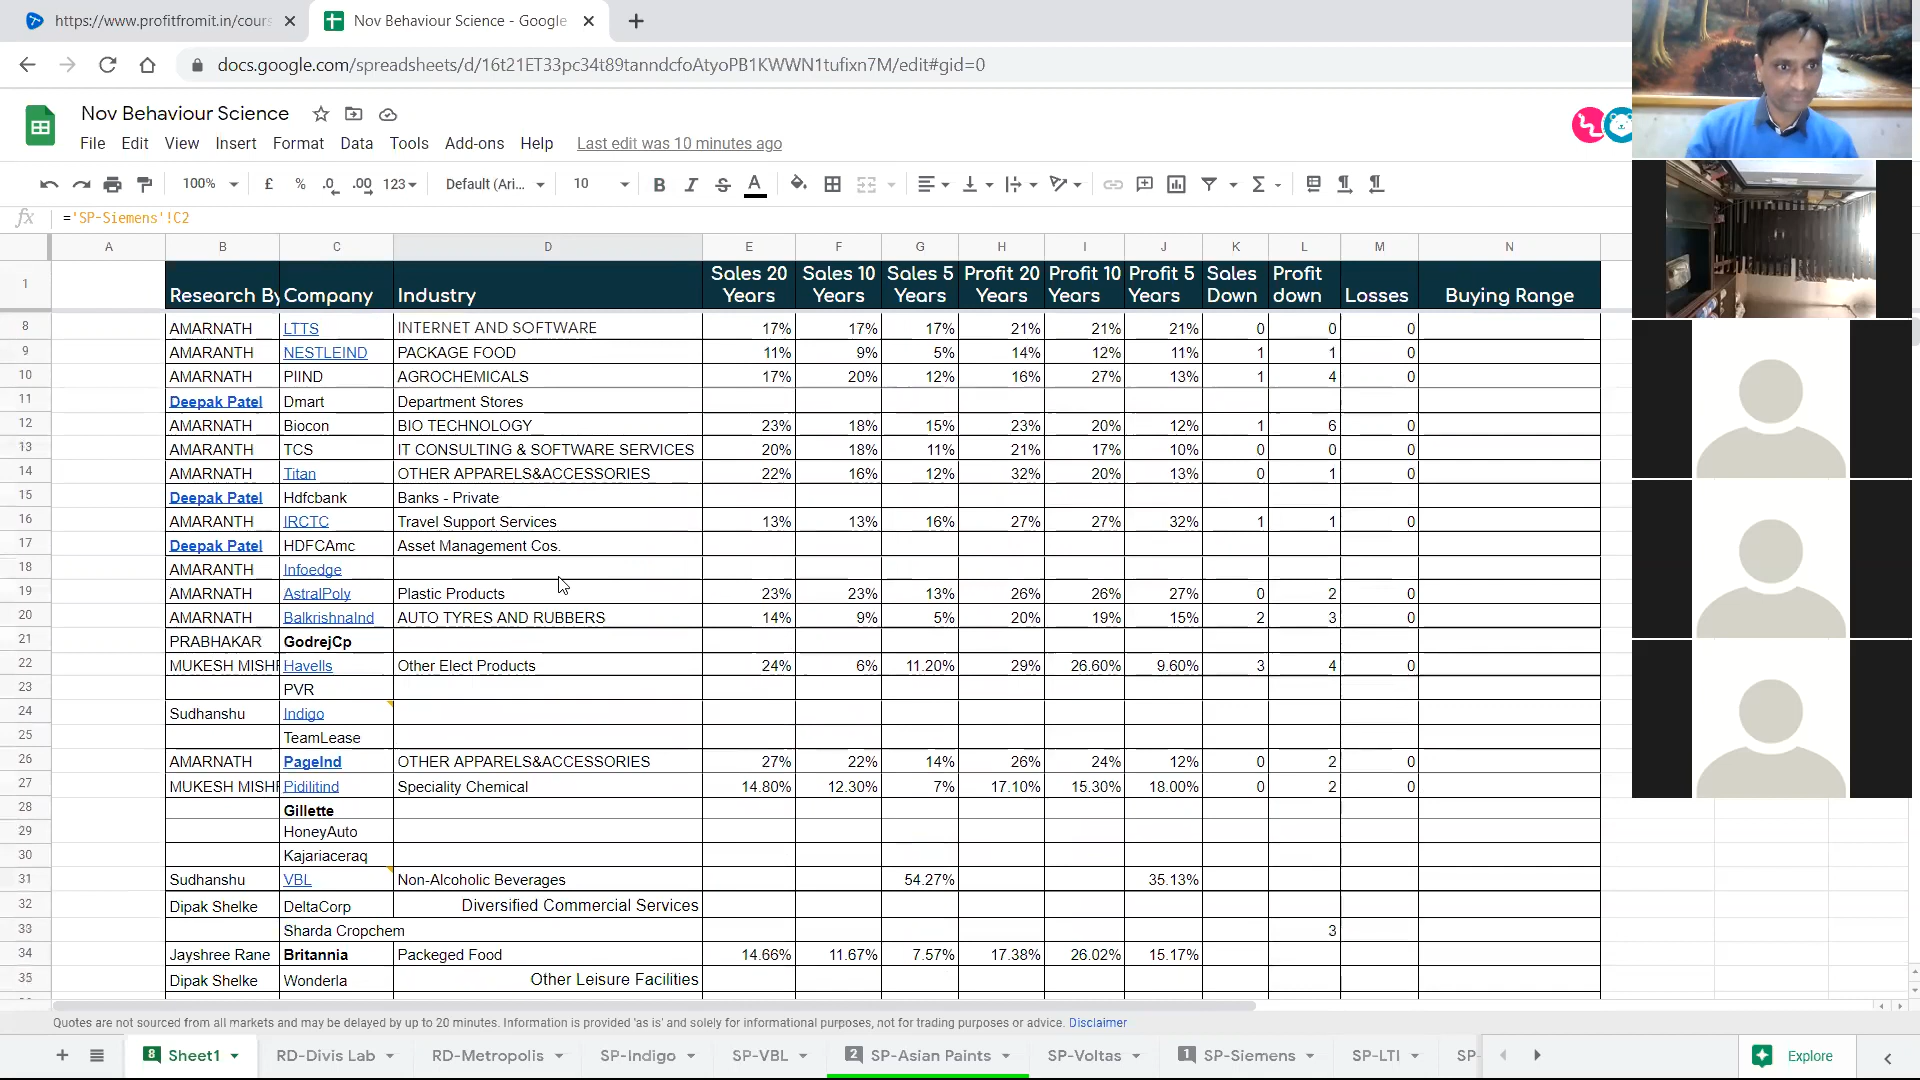 https://www.profitfromit.in/cours
Nov Behaviour Science - Google
docs.google.com/spreadsheets/d/16t21ET33pc34t89tanndcfoAtyoPB1KWWN1tufixn7M/edit#gid=0
Nov Behaviour Science
File Edit View Insert Format Data Tools Add-ons Help Last edit was 10 minutes ago
100% £ % .0 .00 123 Default (Ari... 10 B I S A
fx ='SP-Siemens'!C2
A B C D E F G H I J K L M N
1 Research By Company Industry Sales 20 Years Sales 10 Years Sales 5 Years Profit 20 Years Profit 10 Years Profit 5 Years Sales Down Profit down Losses Buying Range
8 AMARNATH LTTS INTERNET AND SOFTWARE 17% 17% 17% 21% 21% 21% 0 0 0
9 AMARANTH NESTLEIND PACKAGE FOOD 11% 9% 5% 14% 12% 11% 1 1 0
10 AMARNATH PIIND AGROCHEMICALS 17% 20% 12% 16% 27% 13% 1 4 0
11 Deepak Patel Dmart Department Stores
12 AMARNATH Biocon BIO TECHNOLOGY 23% 18% 15% 23% 20% 12% 1 6 0
13 AMARANTH TCS IT CONSULTING & SOFTWARE SERVICES 20% 18% 11% 21% 17% 10% 0 0 0
14 AMARNATH Titan OTHER APPARELS&ACCESSORIES 22% 16% 12% 32% 20% 13% 0 1 0
15 Deepak Patel Hdfcbank Banks - Private
16 AMARANTH IRCTC Travel Support Services 13% 13% 16% 27% 27% 32% 1 1 0
17 Deepak Patel HDFCAmc Asset Management Cos.
18 AMARANTH Infoedge
19 AMARNATH AstralPoly Plastic Products 23% 23% 13% 26% 26% 27% 0 2 0
20 AMARNATH BalkrishnaInd AUTO TYRES AND RUBBERS 14% 9% 5% 20% 19% 15% 2 3 0
21 PRABHAKAR GodrejCp
22 MUKESH MISHR Havells Other Elect Products 24% 6% 11.20% 29% 26.60% 9.60% 3 4 0
23 PVR
24 Sudhanshu Indigo
25 TeamLease
26 AMARNATH PageInd OTHER APPARELS&ACCESSORIES 27% 22% 14% 26% 24% 12% 0 2 0
27 MUKESH MISHR Pidilitind Speciality Chemical 14.80% 12.30% 7% 17.10% 15.30% 18.00% 0 2 0
28 Gillette
29 HoneyAuto
30 Kajariaceraq
31 Sudhanshu VBL Non-Alcoholic Beverages 54.27% 35.13%
32 Dipak Shelke DeltaCorp Diversified Commercial Services
33 Sharda Cropchem 3
34 Jayshree Rane Britannia Packeged Food 14.66% 11.67% 7.57% 17.38% 26.02% 15.17%
35 Dipak Shelke Wonderla Other Leisure Facilities
Quotes are not sourced from all markets and may be delayed by up to 20 minutes. Information is provided 'as is' and solely for informational purposes, not for trading purposes or advice. Disclaimer
8 Sheet1 RD-Divis Lab RD-Metropolis SP-Indigo SP-VBL 2 SP-Asian Paints SP-Voltas 1 SP-Siemens SP-LTI SP- Explore